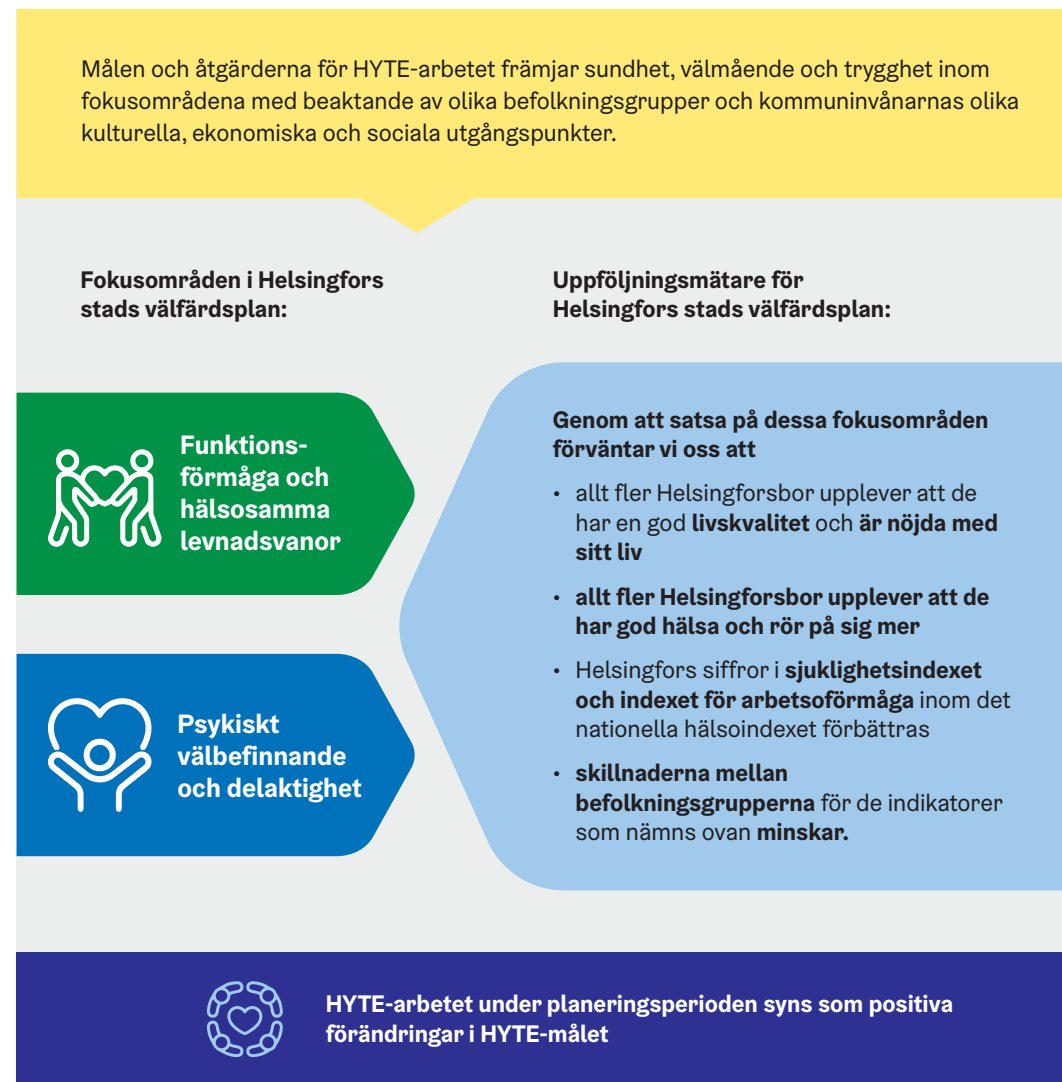 Målen och åtgärderna för HYTE-arbetet främjar sundhet, välmående och trygghet inom
fokusområdena med beaktande av olika befolkningsgrupper och kommuninvånarnas olika
kulturella, ekonomiska och sociala utgångspunkter.
Fokusområden i Helsingfors
stads välfärdsplan:
Funktions-
förmåga och
hälsosamma
levnadsvanor
Psykiskt
välbefinnande
och delaktighet
Uppföljningsmätare för
Helsingfors stads välfärdsplan:
Genom att satsa på dessa fokusområden
förväntar vi oss att
• allt fler Helsingforsbor upplever att de
har en god livskvalitet och är nöjda med
sitt liv
• allt fler Helsingforsbor upplever att de
har god hälsa och rör på sig mer
• Helsingfors siffror i sjuklighetsindexet
och indexet för arbetsoförmåga inom det
nationella hälsoindexet förbättras
• skillnaderna mellan
befolkningsgrupperna för de indikatorer
som nämns ovan minskar.
HYTE-arbetet under planeringsperioden syns som positiva
förändringar i HYTE-målet